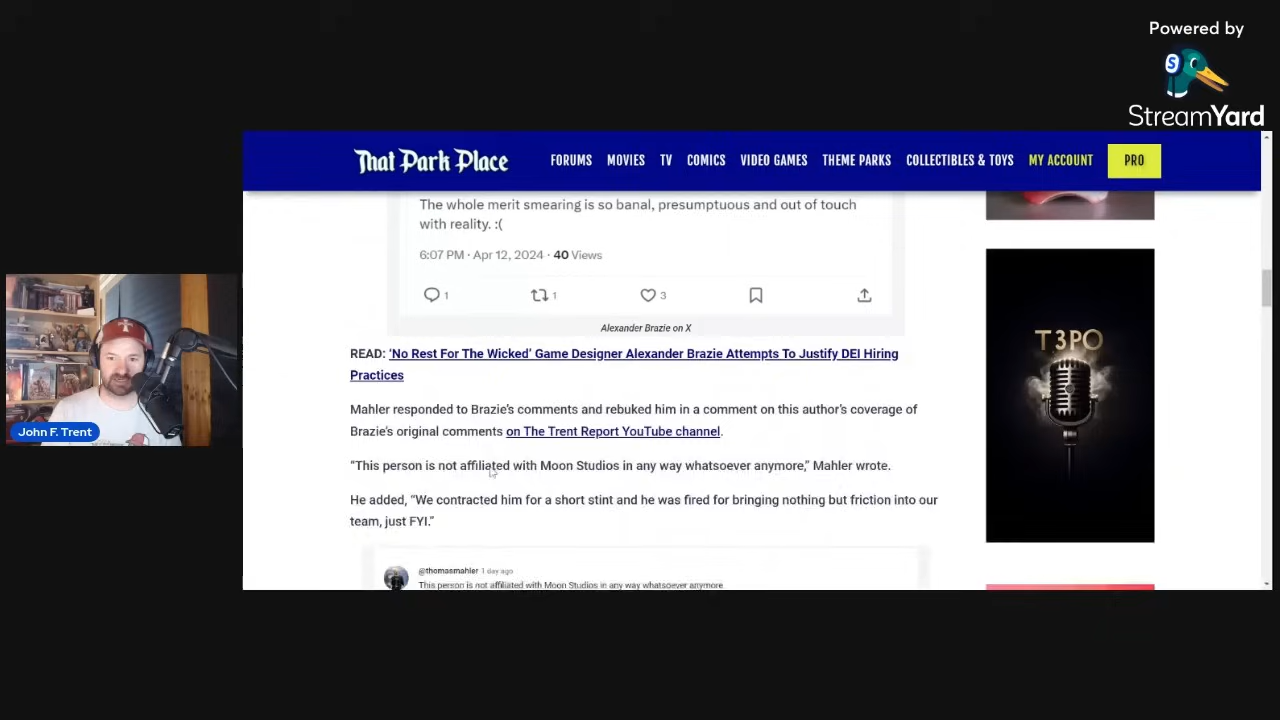 Powered by
S
StreamYard
That Park Place
FORUMS MOVIES TV COMICS VIDEO GAMES THEME PARKS COLLECTIBLES & TOYS MY ACCOUNT PRO
The whole merit smearing is so banal, presumptuous and out of touch
with reality. :(
6:07 PM · Apr 12, 2024 · 40 Views
1 1 3
Alexander Brazie on X
READ: ‘No Rest For The Wicked’ Game Designer Alexander Brazie Attempts To Justify DEI Hiring
Practices
Mahler responded to Brazie’s comments and rebuked him in a comment on this author’s coverage of
Brazie’s original comments on The Trent Report YouTube channel.
“This person is not affiliated with Moon Studios in any way whatsoever anymore,” Mahler wrote.
He added, “We contracted him for a short stint and he was fired for bringing nothing but friction into our
team, just FYI.”
@thomasmahler 1 day ago
This person is not affiliated with Moon Studios in any way whatsoever anymore
T3PO
John F. Trent